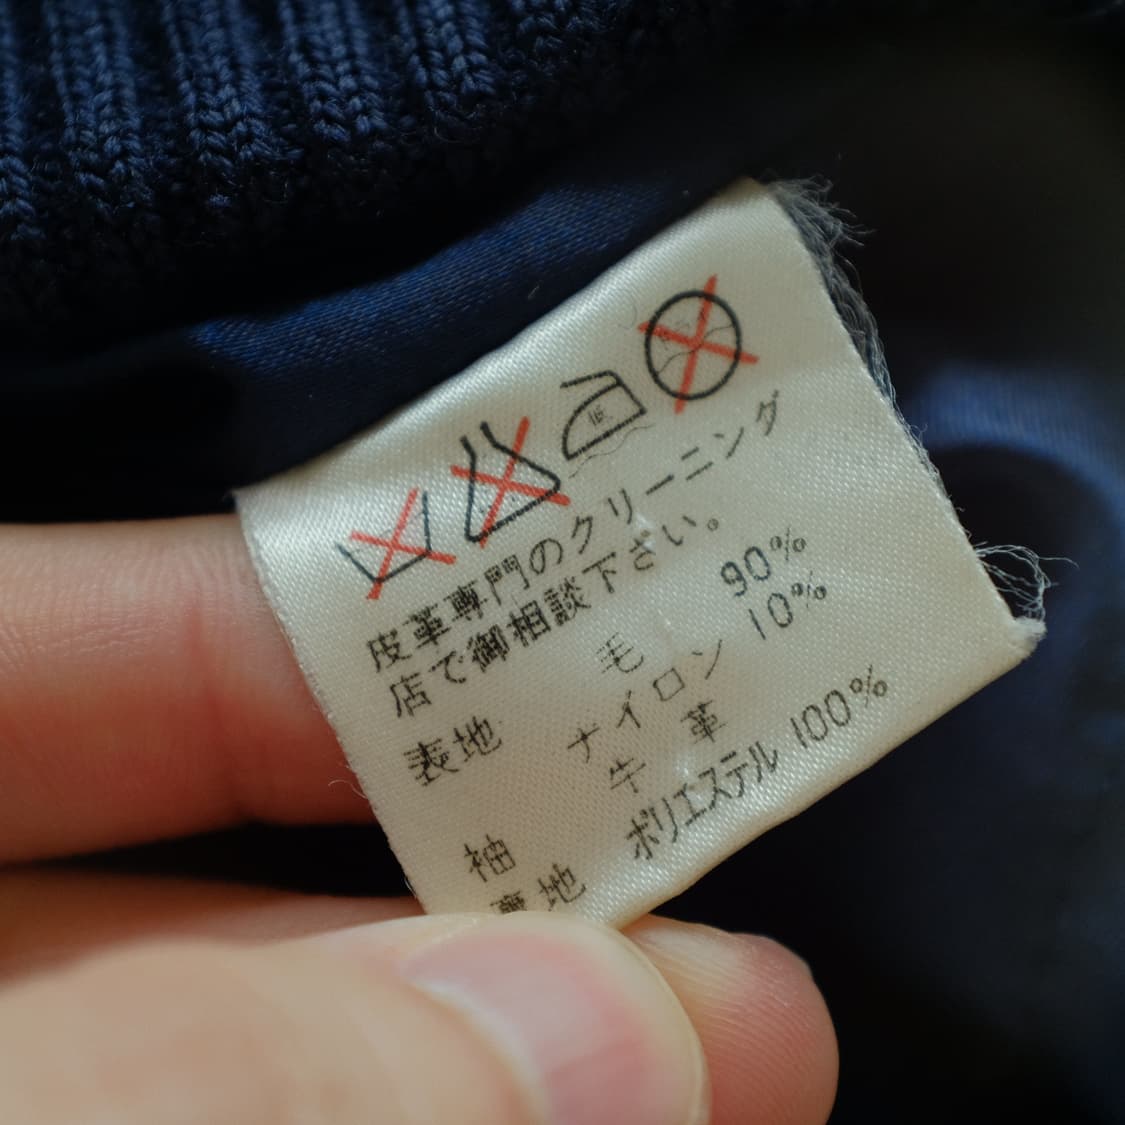 低
皮革専門のクリーニング
店で御相談下さい。
表地 毛 90%
ナイロン 10%
袖 牛革
裏地 ポリエステル 100%